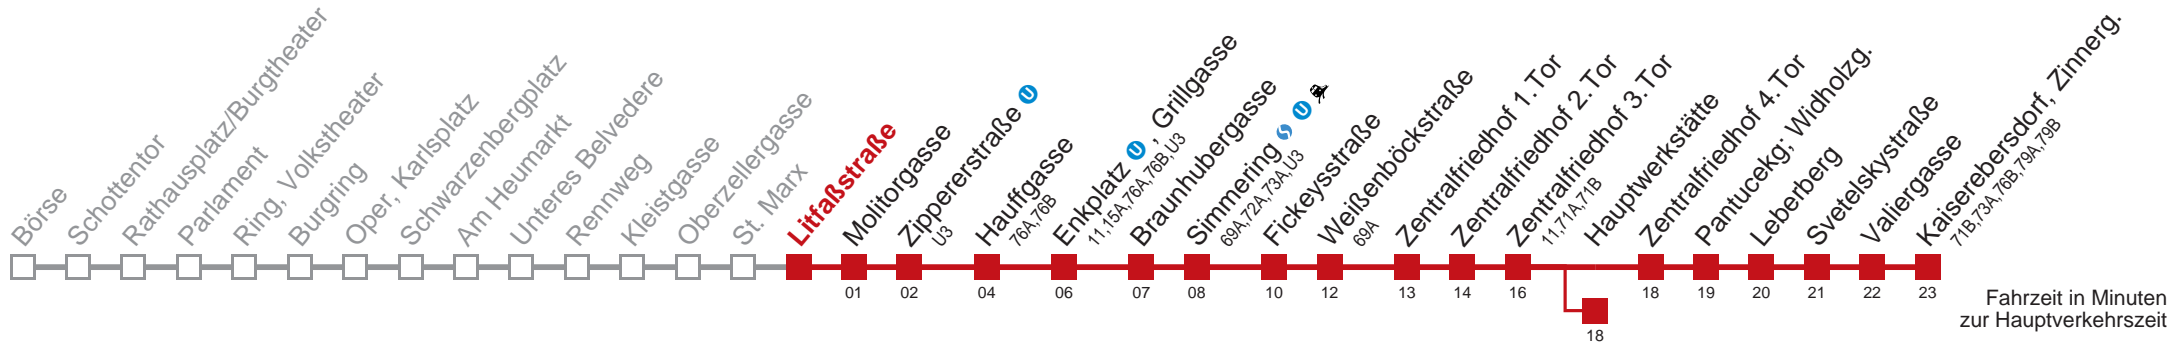 Börse
Schottentor
Rathausplatz/Burgtheater
Parlament
Ring, Volkstheater
Burgring
Oper, Karlsplatz
Schwarzenbergplatz
Am Heumarkt
Unteres Belvedere
Rennweg
Kleistgasse
Oberzellergasse
St. Marx
Litfaßstraße
Molitorgasse
01
Zippererstraße U
U3
02
Hauffgasse
76A,76B
04
Enkplatz U , Grillgasse
11,15A,76A,76B,U3
06
Braunhubergasse
07
Simmering S U
69A,72A,73A,U3
08
Fickeysstraße
10
Weißenböckstraße
69A
12
Zentralfriedhof 1.Tor
13
Zentralfriedhof 2.Tor
14
Zentralfriedhof 3.Tor
11,71A,71B
16
Hauptwerkstätte
18
Zentralfriedhof 4.Tor
18
Pantucekg; Widholzg.
19
Leberberg
20
Svetelskystraße
21
Valiergasse
22
Kaiserebersdorf, Zinnerg.
71B,73A,76B,79A,79B
23
Fahrzeit in Minuten
zur Hauptverkehrszeit